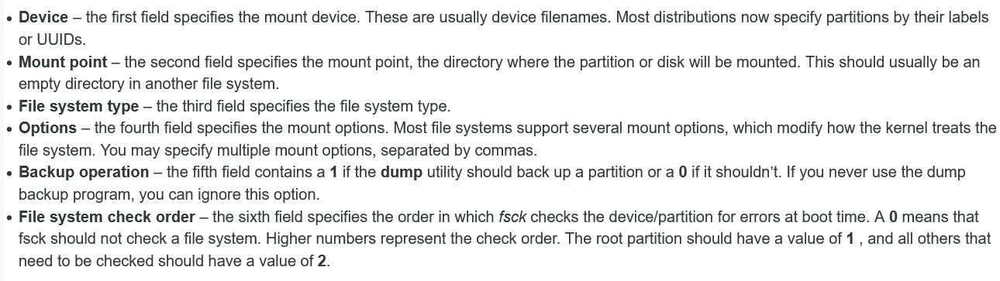 • Device – the first field specifies the mount device. These are usually device filenames. Most distributions now specify partitions by their labels
or UUIDs.
• Mount point – the second field specifies the mount point, the directory where the partition or disk will be mounted. This should usually be an
empty directory in another file system.
• File system type – the third field specifies the file system type.
• Options – the fourth field specifies the mount options. Most file systems support several mount options, which modify how the kernel treats the
file system. You may specify multiple mount options, separated by commas.
• Backup operation – the fifth field contains a 1 if the dump utility should back up a partition or a 0 if it shouldn’t. If you never use the dump
backup program, you can ignore this option.
• File system check order – the sixth field specifies the order in which fsck checks the device/partition for errors at boot time. A 0 means that
fsck should not check a file system. Higher numbers represent the check order. The root partition should have a value of 1 , and all others that
need to be checked should have a value of 2.